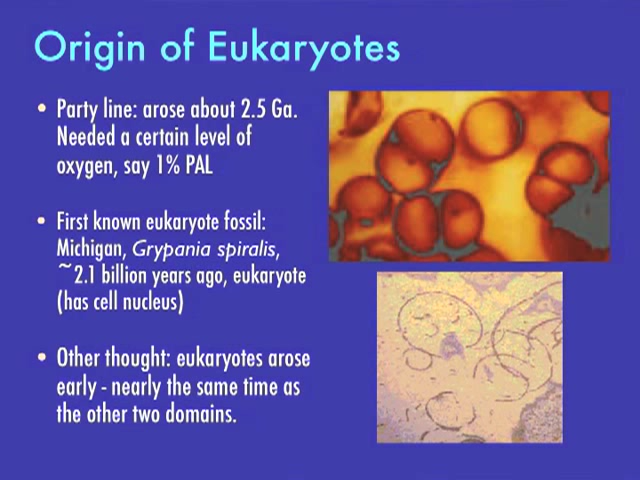 Origin of Eukaryotes
• Party line: arose about 2.5 Ga.
Needed a certain level of
oxygen, say 1% PAL
• First known eukaryote fossil:
Michigan, Grypania spiralis,
~2.1 billion years ago, eukaryote
(has cell nucleus)
• Other thought: eukaryotes arose
early - nearly the same time as
the other two domains.